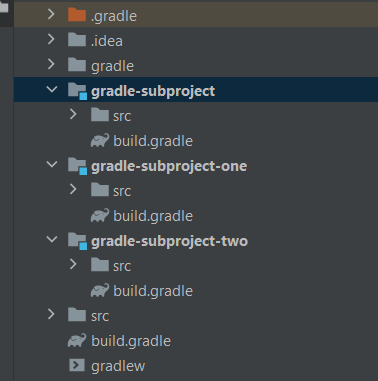 .gradle
.idea
gradle
gradle-subproject
src
build.gradle
gradle-subproject-one
src
build.gradle
gradle-subproject-two
src
build.gradle
src
build.gradle
gradlew